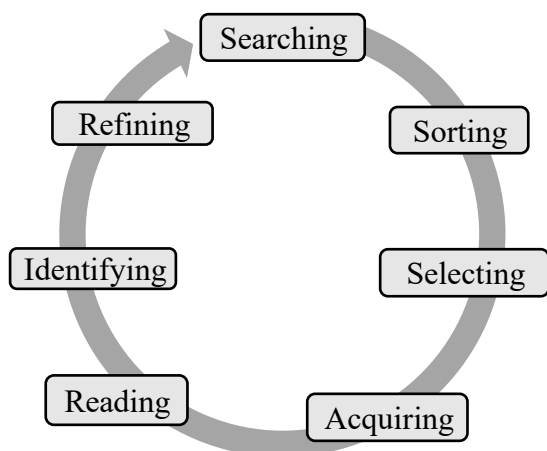 Searching
Sorting
Selecting
Acquiring
Reading
Identifying
Refining